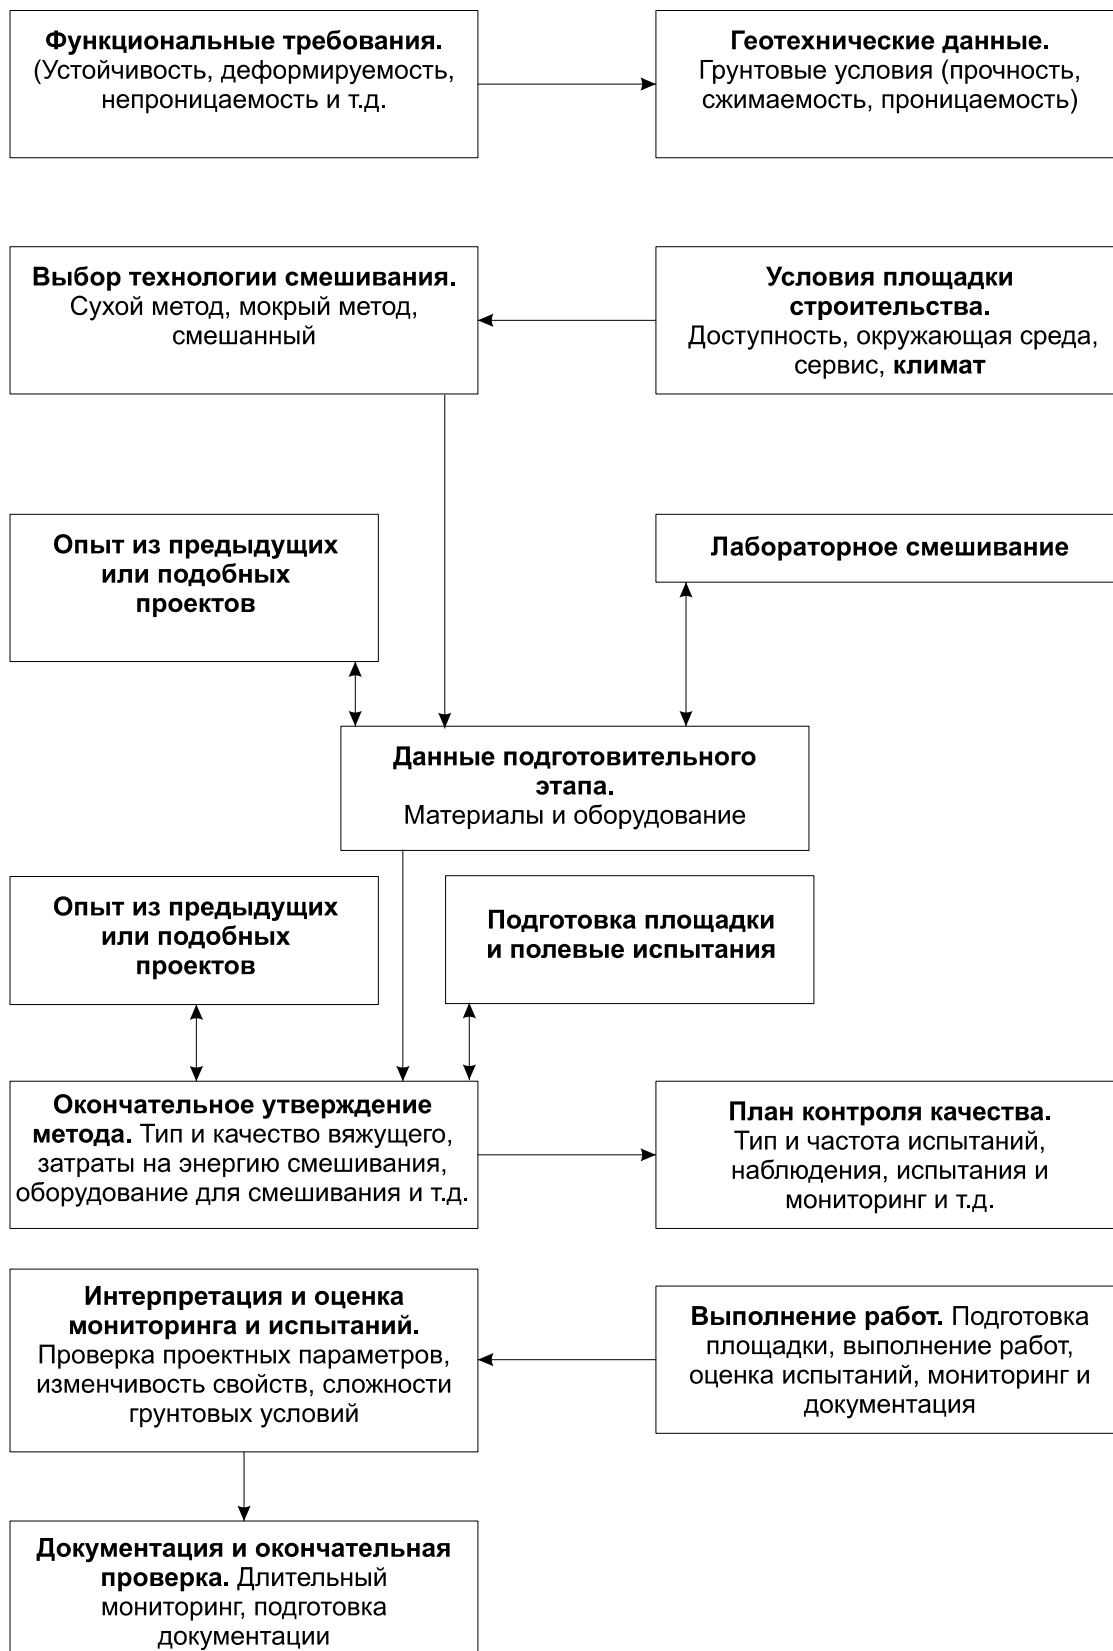 Функциональные требования.
(Устойчивость, деформируемость,
непроницаемость и т.д.
Геотехнические данные.
Грунтовые условия (прочность,
сжимаемость, проницаемость)
Выбор технологии смешивания.
Сухой метод, мокрый метод,
смешанный
Условия площадки
строительства.
Доступность, окружающая среда,
сервис, климат
Опыт из предыдущих
или подобных
проектов
Лабораторное смешивание
Данные подготовительного
этапа.
Материалы и оборудование
Опыт из предыдущих
или подобных
проектов
Подготовка площадки
и полевые испытания
Окончательное утверждение
метода. Тип и качество вяжущего,
затраты на энергию смешивания,
оборудование для смешивания и т.д.
План контроля качества.
Тип и частота испытаний,
наблюдения, испытания и
мониторинг и т.д.
Интерпретация и оценка
мониторинга и испытаний.
Проверка проектных параметров,
изменчивость свойств, сложности
грунтовых условий
Выполнение работ. Подготовка
площадки, выполнение работ,
оценка испытаний, мониторинг и
документация
Документация и окончательная
проверка. Длительный
мониторинг, подготовка
документации